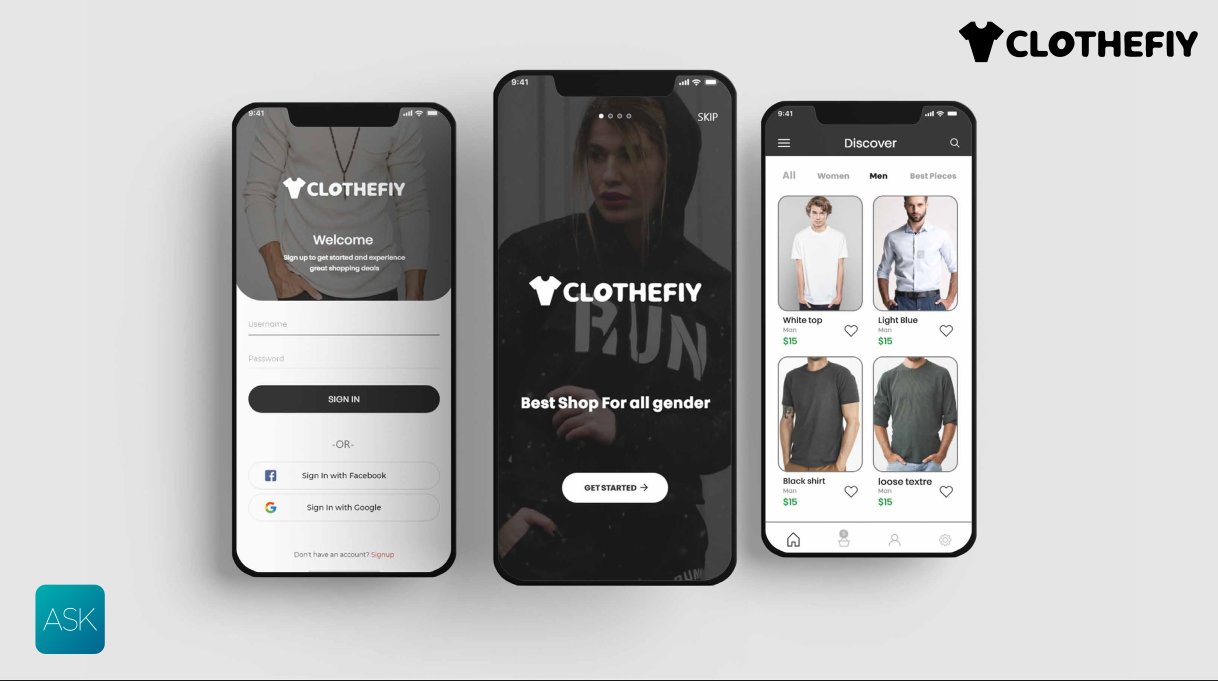 CLOTHEFIY
9:41
CLOTHEFIY
Welcome
Sign up to get started and experience
great shopping deals
Username
Password
SIGN IN
-OR-
Sign In with Facebook
Sign In with Google
Don't have an account? Signup
9:41
SKIP
CLOTHEFIY
RUN
Best Shop For all gender
GET STARTED
RUN
9:41
Discover
All Women Men Best Pieces
White top
Man
$15
Light Blue
Man
$15
Black shirt
Man
$15
loose textre
Man
$15
ASK